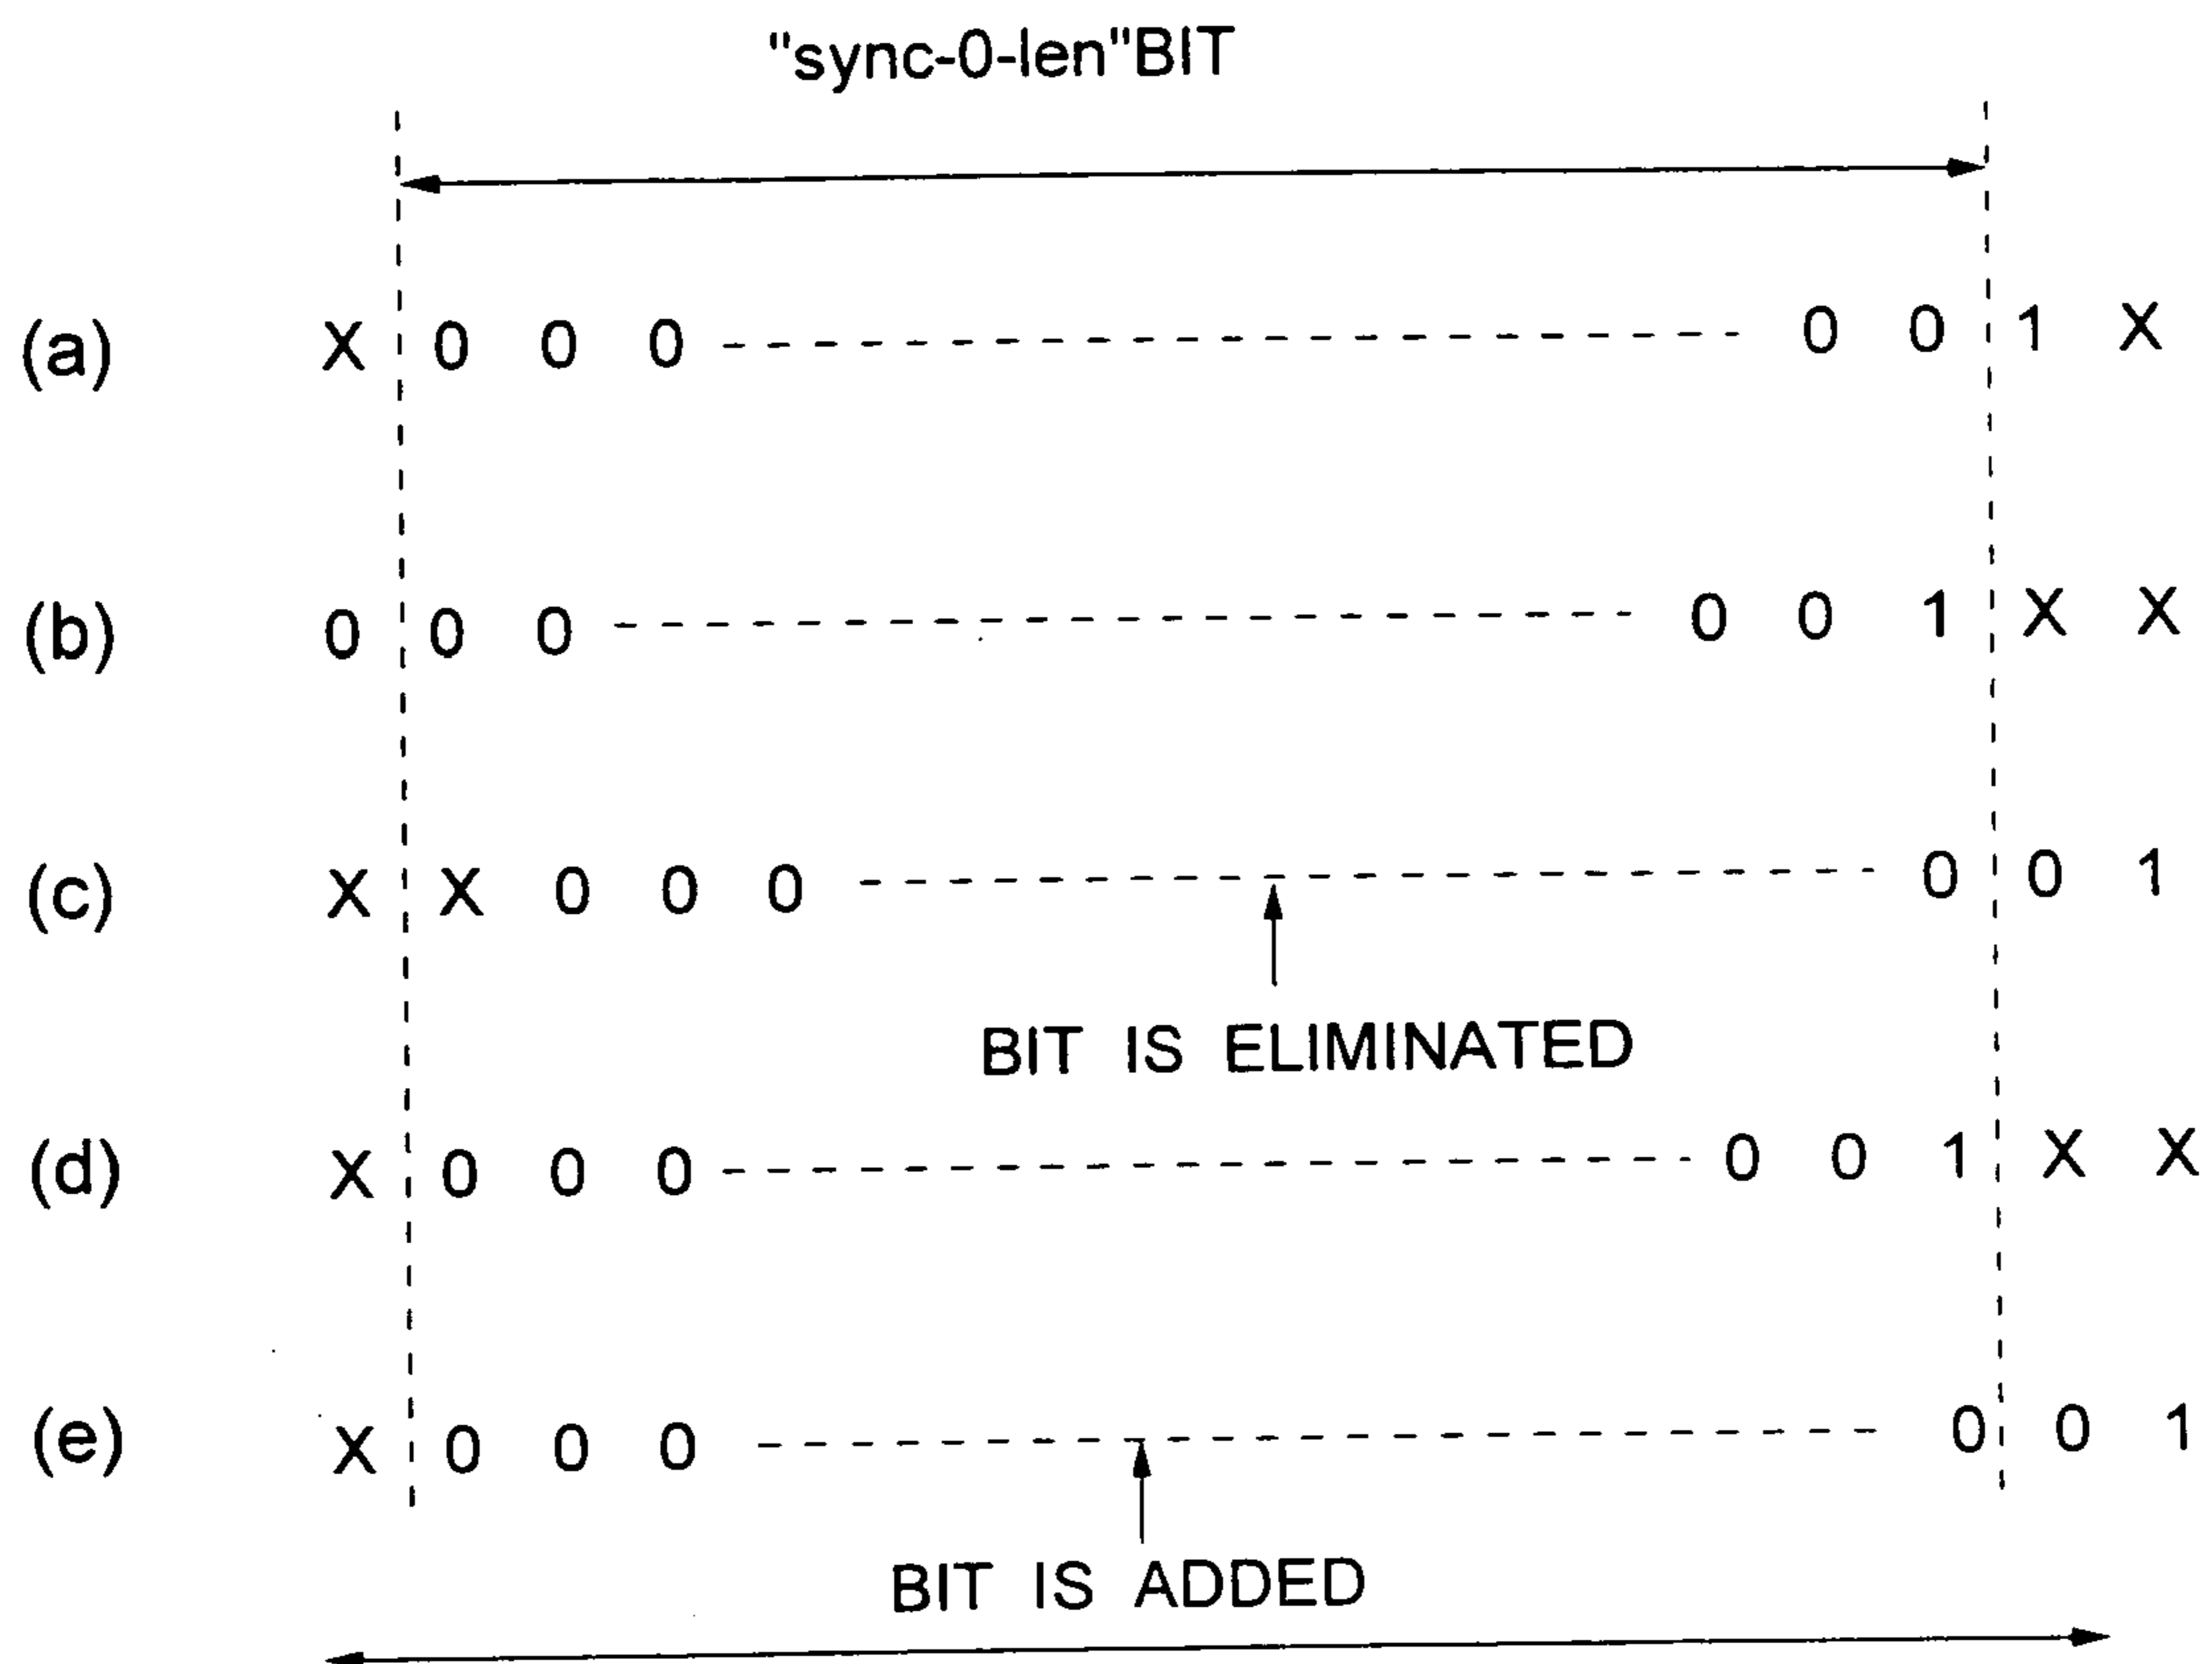 "sync-0-len"BIT
(a) X 0 0 0 0 0 1 X
(b) 0 0 0 0 0 1 X X
(c) X X 0 0 0 0 0 1
BIT IS ELIMINATED
(d) X 0 0 0 0 0 1 X X
(e) X 0 0 0 0 0 1
BIT IS ADDED